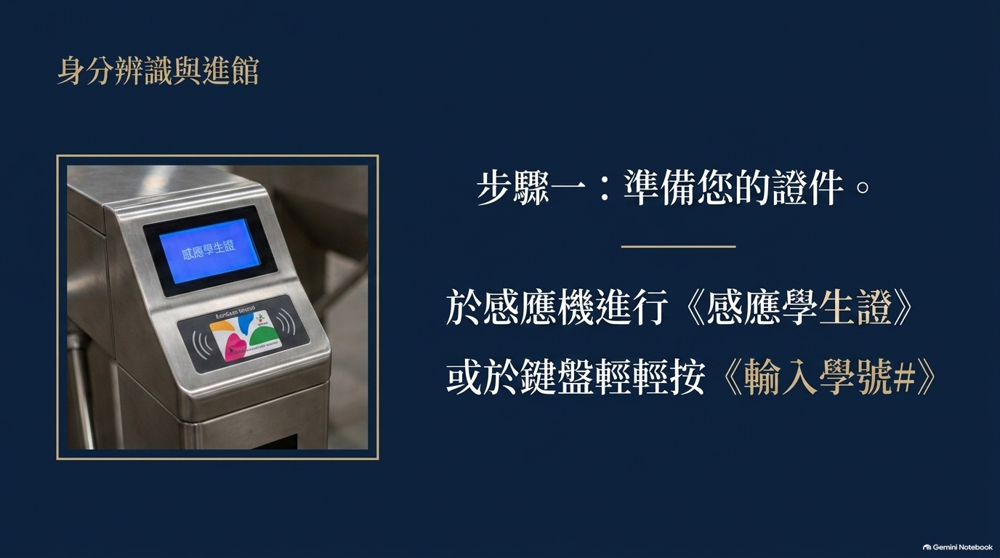 身分辨識與進館
感應學生證
步驟一：準備您的證件。
於感應機進行《感應學生證》
或於鍵盤輕輕按《輸入學號#》
Gemini Notebook